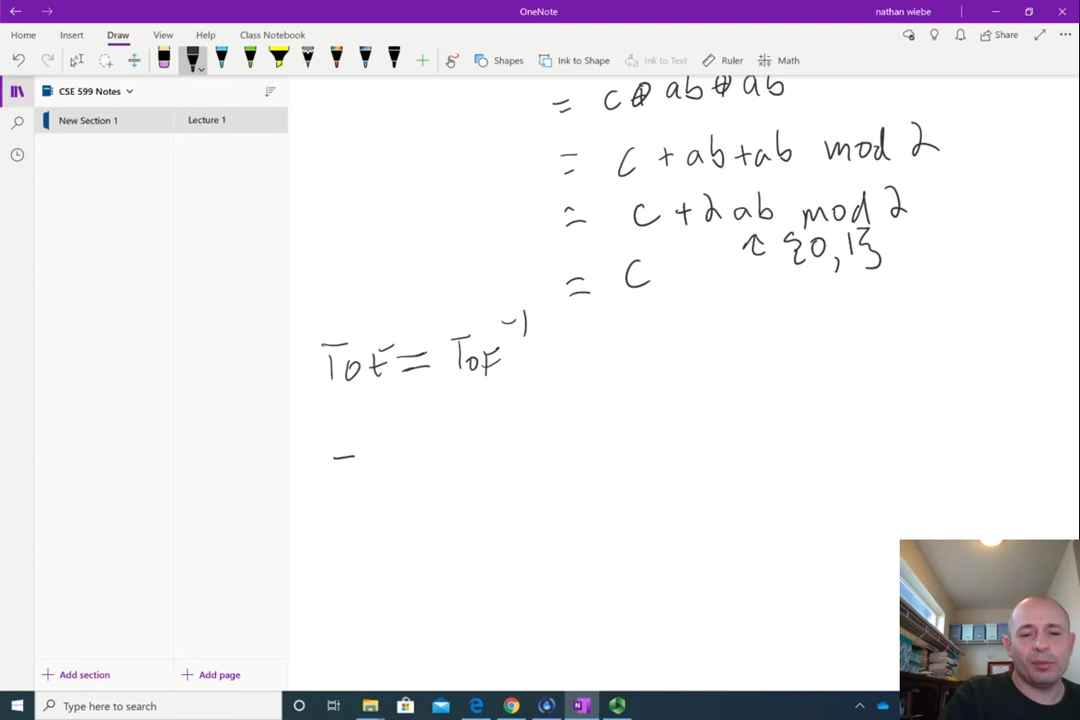 OneNote
nathan wiebe
Home Insert Draw View Help Class Notebook
Share
Shapes Ink to Shape Ink to Text Ruler Math
CSE 599 Notes
New Section 1
Lecture 1
= c ⊕ ab ⊕ ab
= c + ab + ab mod 2
= c + 2 ab mod 2
↑ {0, 1}
= c
Tof = Tof⁻¹
Add section
Add page
Type here to search